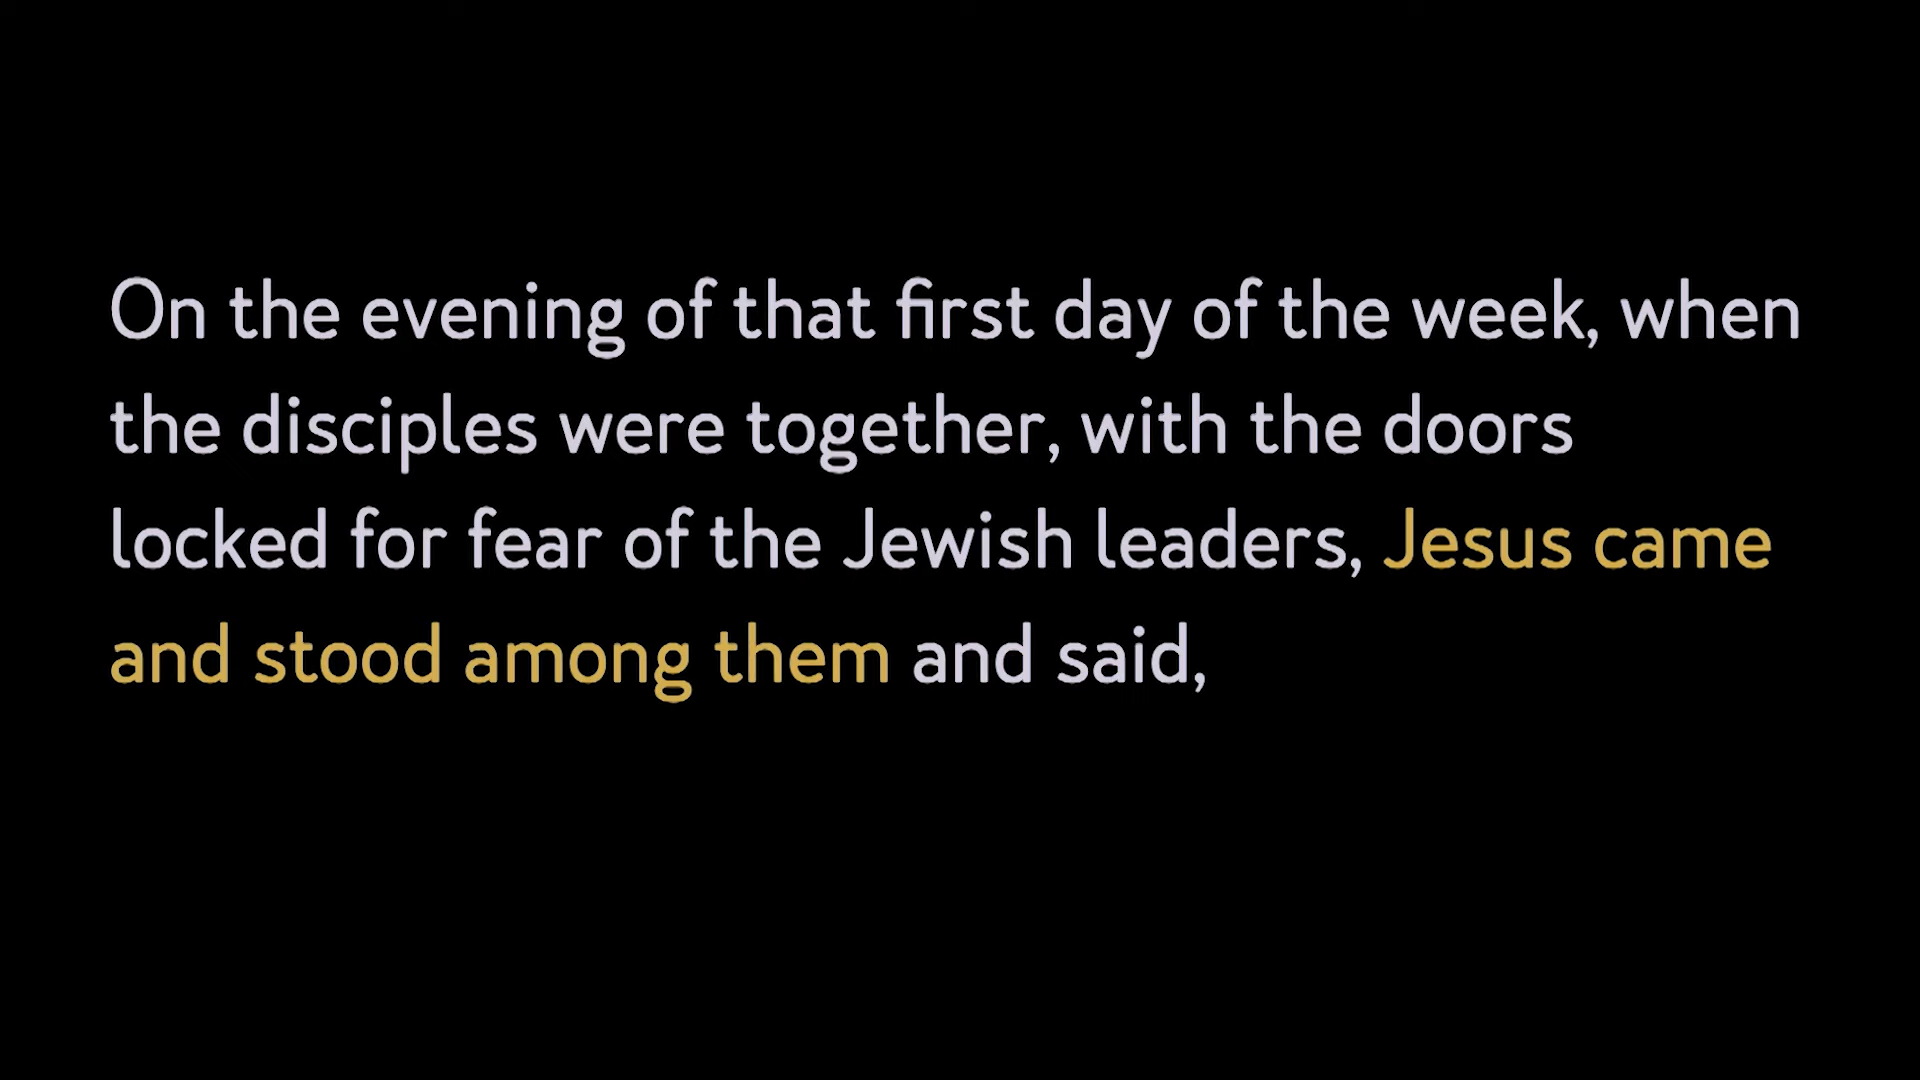 On the evening of that first day of the week, when
the disciples were together, with the doors
locked for fear of the Jewish leaders, Jesus came
and stood among them and said,